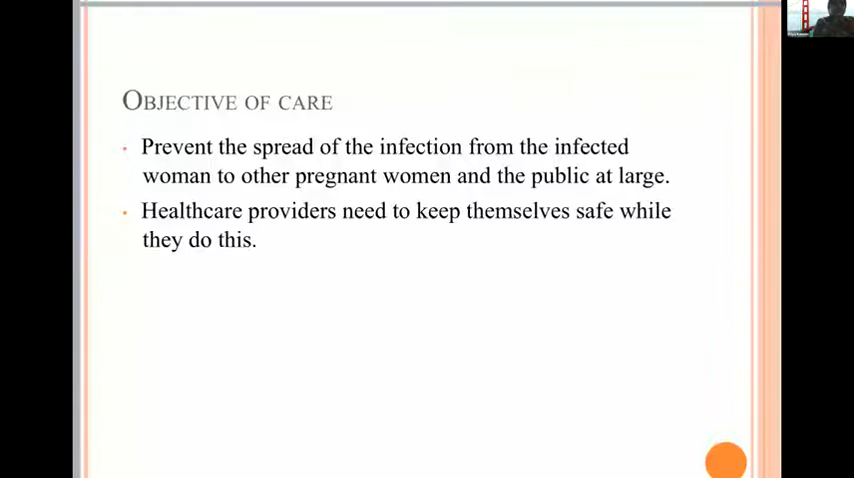 OBJECTIVE OF CARE
Prevent the spread of the infection from the infected
woman to other pregnant women and the public at large.
Healthcare providers need to keep themselves safe while
they do this.